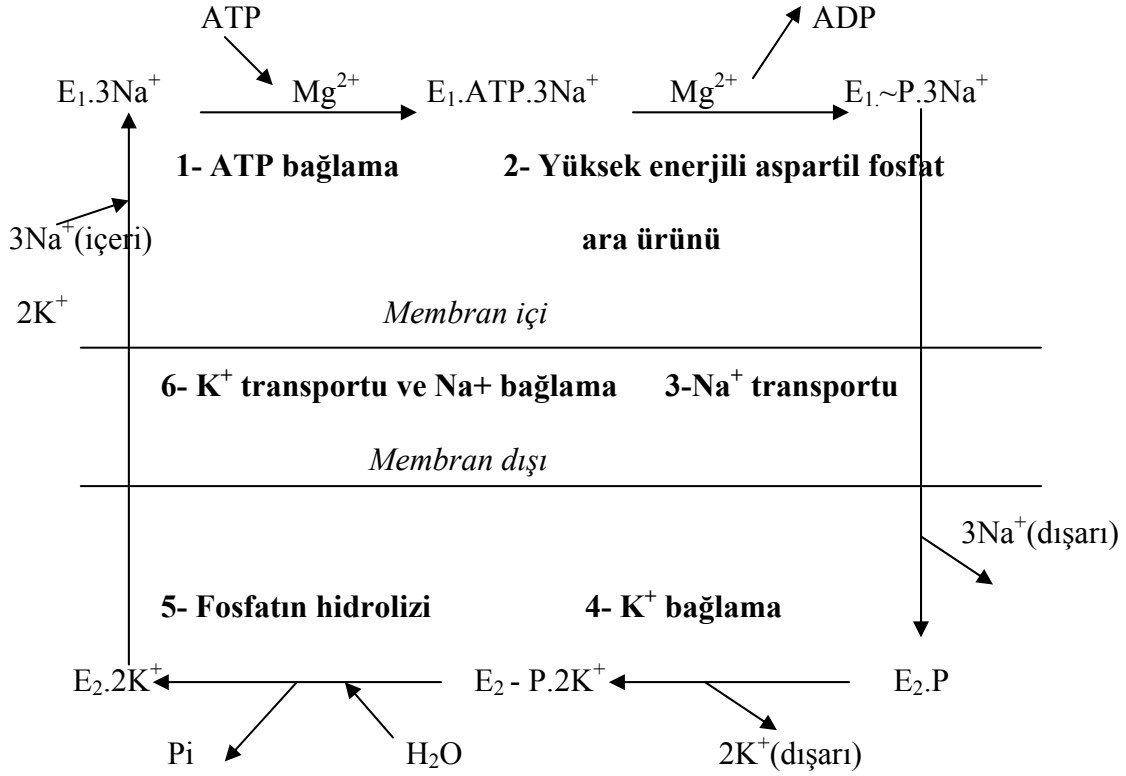 ATP ADP
E₁.3Na⁺ Mg²⁺ E₁.ATP.3Na⁺ Mg²⁺ E₁.~P.3Na⁺
1- ATP bağlama 2- Yüksek enerjili aspartil fosfat
3Na⁺(içeri) ara ürünü
2K⁺ Membran içi
6- K⁺ transportu ve Na+ bağlama 3-Na⁺ transportu
Membran dışı
3Na⁺(dışarı)
5- Fosfatın hidrolizi 4- K⁺ bağlama
E₂.2K⁺ E₂ - P.2K⁺ E₂.P
Pi H₂O 2K⁺(dışarı)